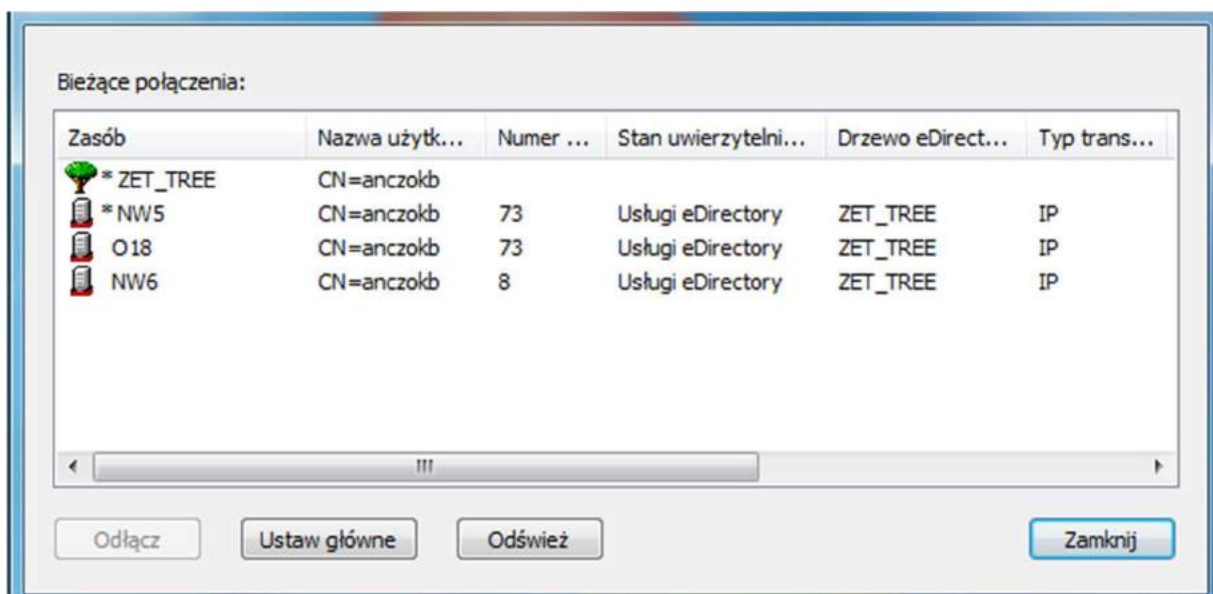 Bieżące połączenia:
Zasób Nazwa użytk... Numer ... Stan uwierzytelni... Drzewo eDirect... Typ trans...
* ZET_TREE CN=anczokb
* NW5 CN=anczokb 73 Usługi eDirectory ZET_TREE IP
O18 CN=anczokb 73 Usługi eDirectory ZET_TREE IP
NW6 CN=anczokb 8 Usługi eDirectory ZET_TREE IP
Odłącz Ustaw główne Odśwież Zamknij